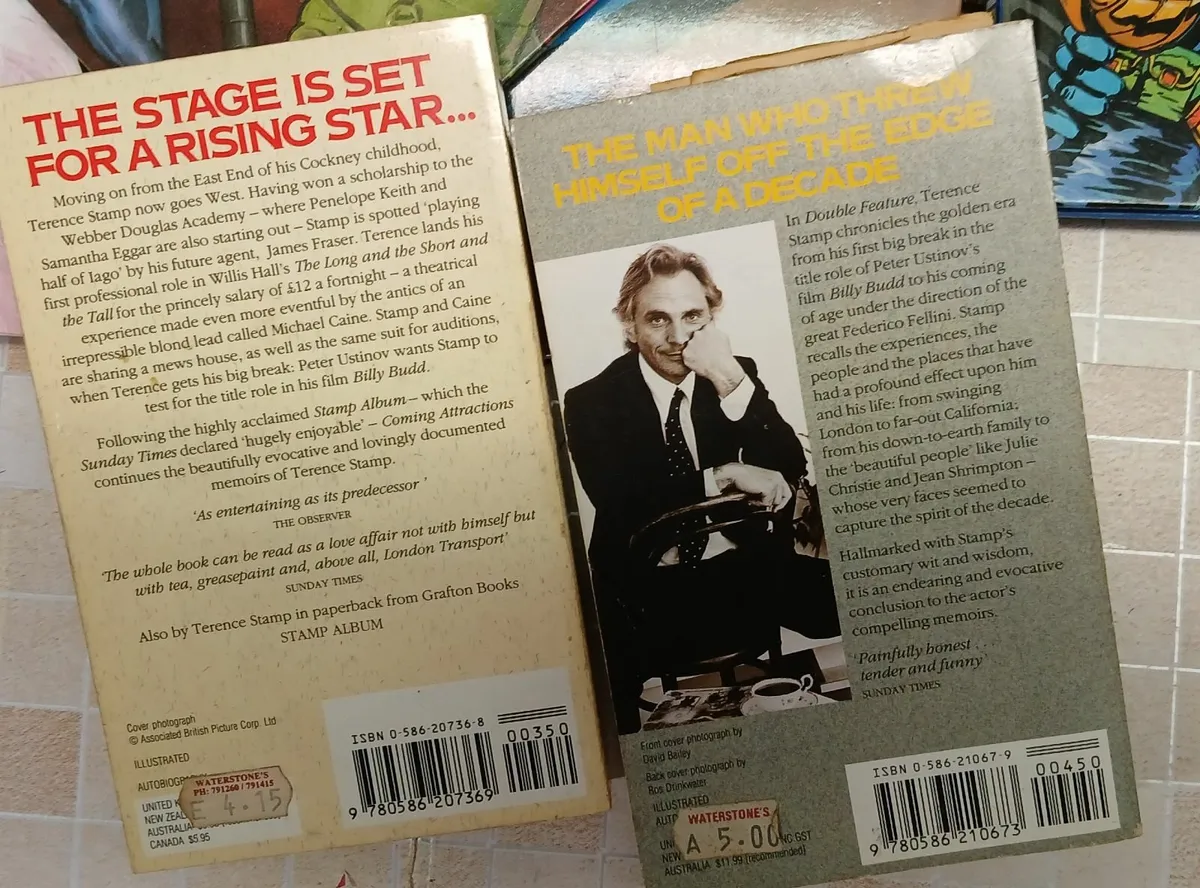 THE STAGE IS SET
FOR A RISING STAR...
Moving on from the East End of his Cockney childhood,
Terence Stamp now goes West. Having won a scholarship to the
Webber Douglas Academy – where Penelope Keith and
Samantha Eggar are also starting out – Stamp is spotted 'playing
half of Iago' by his future agent, James Fraser. Terence lands his
first professional role in Willis Hall's The Long and the Short and
the Tall for the princely salary of £12 a fortnight – a theatrical
experience made even more eventful by the antics of an
irrepressible blond lead called Michael Caine. Stamp and Caine
are sharing a mews house, as well as the same suit for auditions,
when Terence gets his big break: Peter Ustinov wants Stamp to
test for the title role in his film Billy Budd.
Following the highly acclaimed Stamp Album – which the
Sunday Times declared 'hugely enjoyable' – Coming Attractions
continues the beautifully evocative and lovingly documented
memoirs of Terence Stamp.
'As entertaining as its predecessor'
THE OBSERVER
'The whole book can be read as a love affair not with himself but
with tea, greasepaint and, above all, London Transport'
SUNDAY TIMES
Also by Terence Stamp in paperback from Grafton Books
STAMP ALBUM
Cover photograph
© Associated British Picture Corp. Ltd
ILLUSTRATED
WATERSTONE'S
PH: 791260 / 791415
£ 4.15
CANADA $5.95
ISBN 0-586-20736-8
00350
9 780586 207369
THE MAN WHO THREW
HIMSELF OFF THE EDGE
OF A DECADE
In Double Feature, Terence
Stamp chronicles the golden era
from his first big break in the
title role of Peter Ustinov's
film Billy Budd to his coming
of age under the direction of the
great Federico Fellini. Stamp
recalls the experiences, the
people and the places that have
had a profound effect upon him
and his life: from swinging
London to far-out California;
from his down-to-earth family to
the 'beautiful people' like Julie
Christie and Jean Shrimpton –
whose very faces seemed to
capture the spirit of the decade.
Hallmarked with Stamp's
customary wit and wisdom,
it is an endearing and evocative
conclusion to the actor's
compelling memoirs.
'Painfully honest . . .
tender and funny'
SUNDAY TIMES
Front cover photograph by
David Bailey
Back cover photograph by
Ros Drinkwater
ILLUSTRATED
WATERSTONE'S
A 5.00
GST
NEW
AUSTRALIA $11.99 (recommended)
ISBN 0-586-21067-9
00450
9 780586 210673